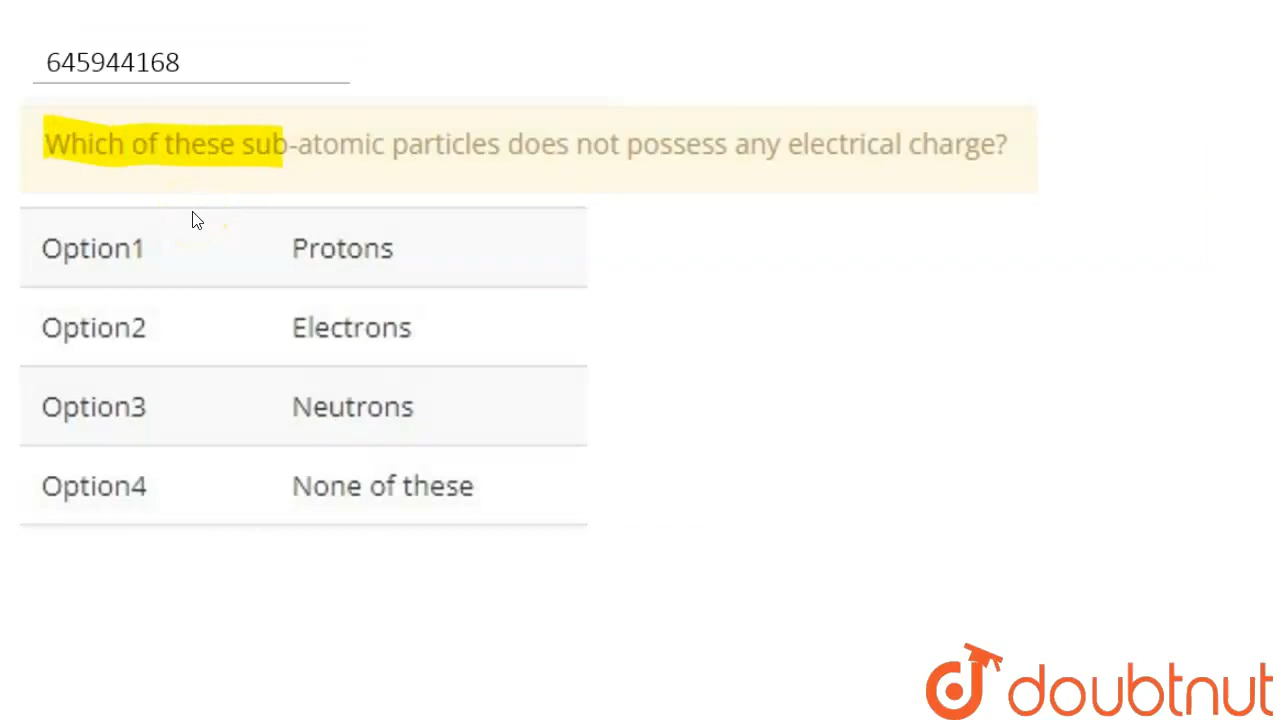 645944168
Which of these sub-atomic particles does not possess any electrical charge?
Option1 Protons
Option2 Electrons
Option3 Neutrons
Option4 None of these
doubtnut